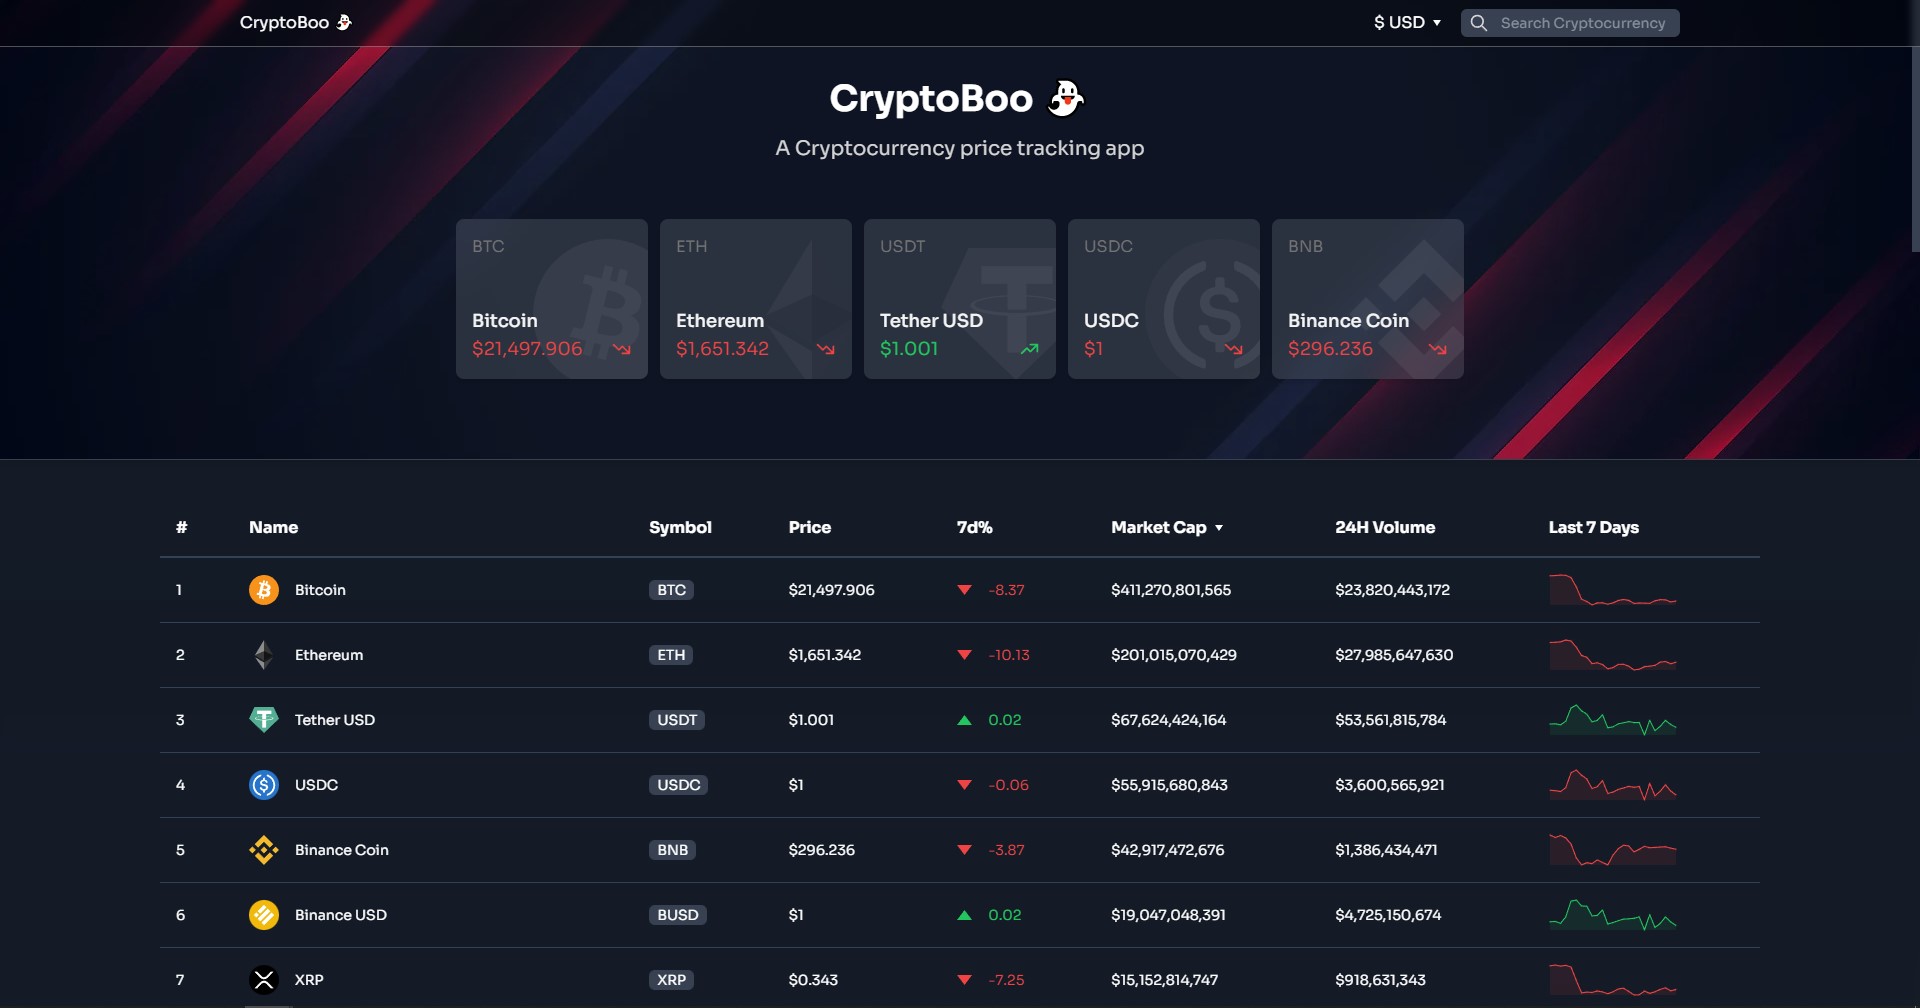 CryptoBoo
$ USD
Search Cryptocurrency
CryptoBoo
A Cryptocurrency price tracking app
BTC
Bitcoin
$21,497.906
ETH
Ethereum
$1,651.342
USDT
Tether USD
$1.001
USDC
USDC
$1
BNB
Binance Coin
$296.236
# Name Symbol Price 7d% Market Cap 24H Volume Last 7 Days
1 Bitcoin BTC $21,497.906 -8.37 $411,270,801,565 $23,820,443,172
2 Ethereum ETH $1,651.342 -10.13 $201,015,070,429 $27,985,647,630
3 Tether USD USDT $1.001 0.02 $67,624,424,164 $53,561,815,784
4 USDC USDC $1 -0.06 $55,915,680,843 $3,600,565,921
5 Binance Coin BNB $296.236 -3.87 $42,917,472,676 $1,386,434,471
6 Binance USD BUSD $1 0.02 $19,047,048,391 $4,725,150,674
7 XRP XRP $0.343 -7.25 $15,152,814,747 $918,631,343